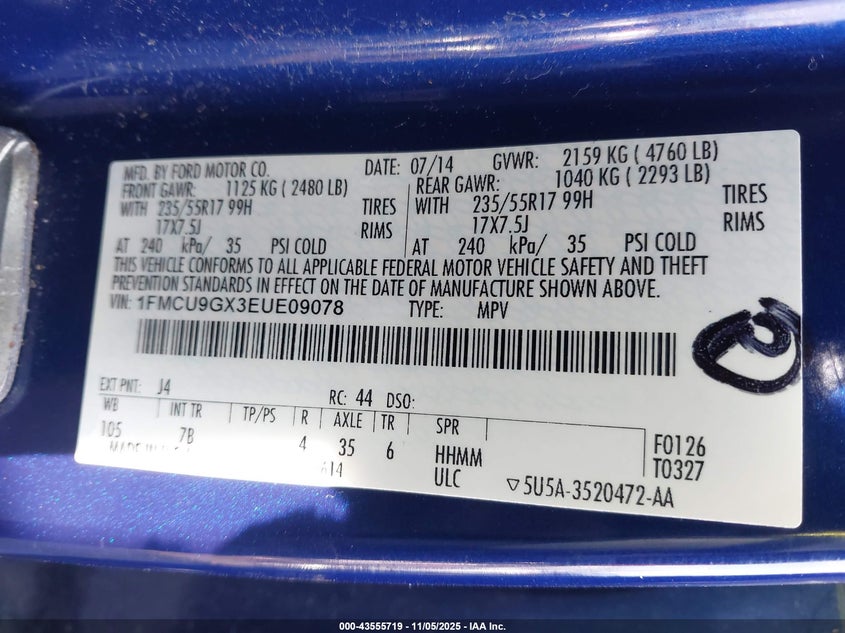 MFD. BY FORD MOTOR CO. DATE: 07/14 GVWR: 2159 KG ( 4760 LB)
FRONT GAWR: 1125 KG ( 2480 LB) REAR GAWR: 1040 KG ( 2293 LB)
WITH 235/55R17 99H TIRES WITH 235/55R17 99H TIRES
17X7.5J RIMS 17X7.5J RIMS
AT 240 kPa/ 35 PSI COLD AT 240 kPa/ 35 PSI COLD
THIS VEHICLE CONFORMS TO ALL APPLICABLE FEDERAL MOTOR VEHICLE SAFETY AND THEFT
PREVENTION STANDARDS IN EFFECT ON THE DATE OF MANUFACTURE SHOWN ABOVE.
VIN: 1FMCU9GX3EUE09078 TYPE: MPV
EXT PNT: J4 RC: 44 DSO:
WB INT TR TP/PS R AXLE TR SPR
105 7B 4 35 6 HHMM F0126
MADE IN ULC T0327
▽5U5A-3520472-AA
000-43555719 - 11/05/2025 - IAA Inc.